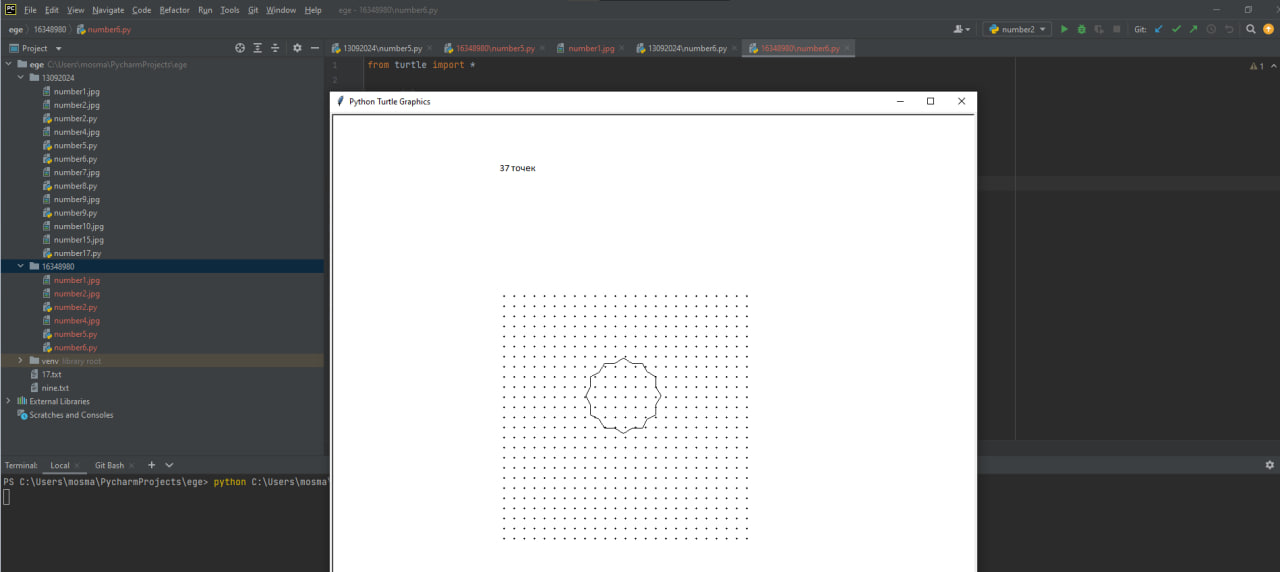 PC File Edit View Navigate Code Refactor Run Tools Git Window Help ege - 16348980\number6.py
ege 16348980 number6.py number2 Git:
Project 13092024\number5.py 16348980\number5.py number1.jpg 13092024\number6.py 16348980\number6.py
ege C:\Users\mosma\PycharmProjects\ege
1 from turtle import *
1
13092024
2
number1.jpg
number2.jpg
number2.py
number4.jpg
number5.py
number6.py
number7.jpg
number8.py
number9.jpg
number9.py
number10.jpg
number15.jpg
number17.py
16348980
number1.jpg
number2.jpg
number2.py
number4.jpg
number5.py
number6.py
venv library root
17.txt
nine.txt
External Libraries
Scratches and Consoles
Python Turtle Graphics
37 точек
Terminal: Local Git Bash
PS C:\Users\mosma\PycharmProjects\ege> python C:\Users\mosma\